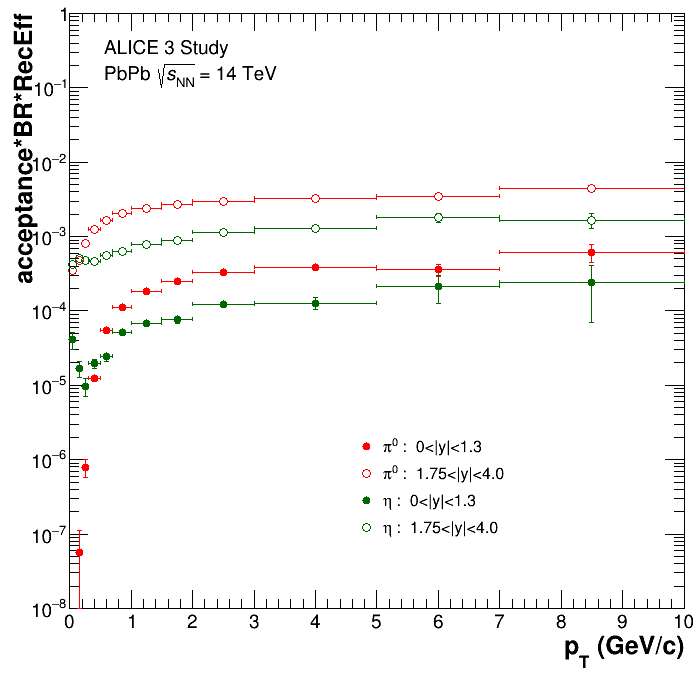 ALICE 3 Study
PbPb √s_NN = 14 TeV
acceptance*BR*RecEff
1
10⁻¹
10⁻²
10⁻³
10⁻⁴
10⁻⁵
10⁻⁶
10⁻⁷
10⁻⁸
π⁰ : 0<|y|<1.3
π⁰ : 1.75<|y|<4.0
η : 0<|y|<1.3
η : 1.75<|y|<4.0
0 1 2 3 4 5 6 7 8 9 10
p_T (GeV/c)